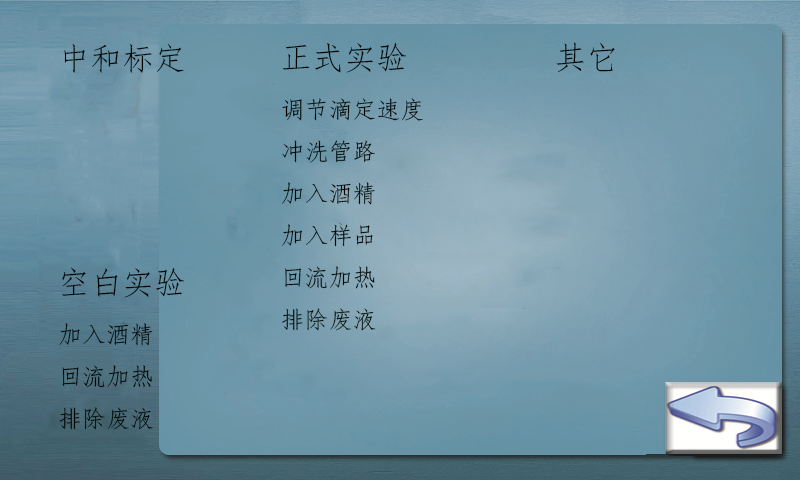 中和标定
空白实验
加入酒精
回流加热
排除废液
正式实验
调节滴定速度
冲洗管路
加入酒精
加入样品
回流加热
排除废液
其它